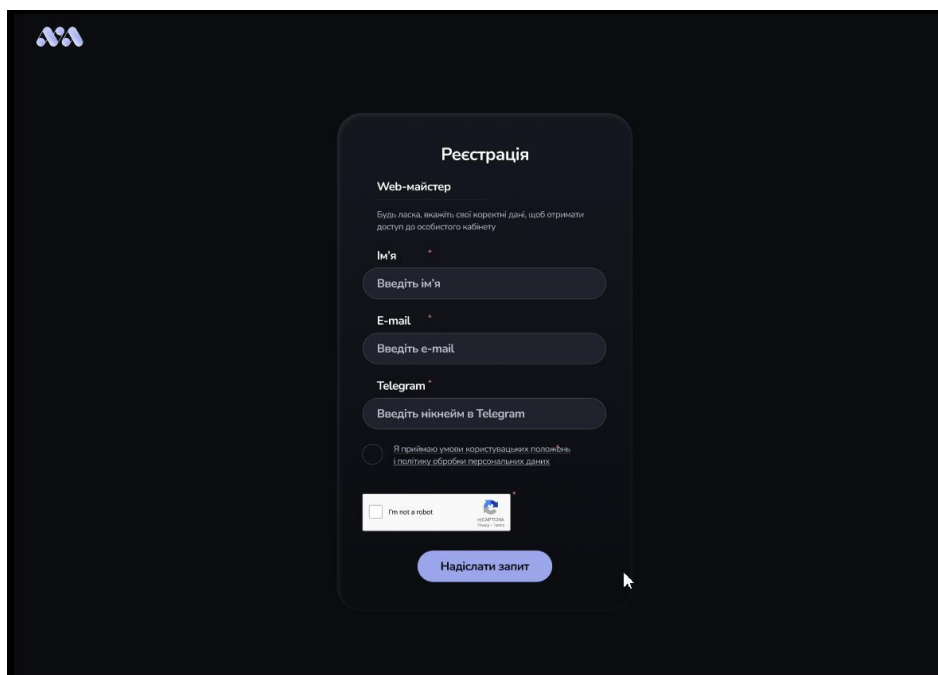 Реєстрація
Web-майстер
Будь ласка, вкажіть свої коректні дані, щоб отримати
доступ до особистого кабінету
Ім'я *
Введіть ім'я
E-mail *
Введіть e-mail
Telegram *
Введіть нікнейм в Telegram
Я приймаю умови користувацьких положень *
і політику обробки персональних даних
*
I'm not a robot
reCAPTCHA
Privacy - Terms
Надіслати запит